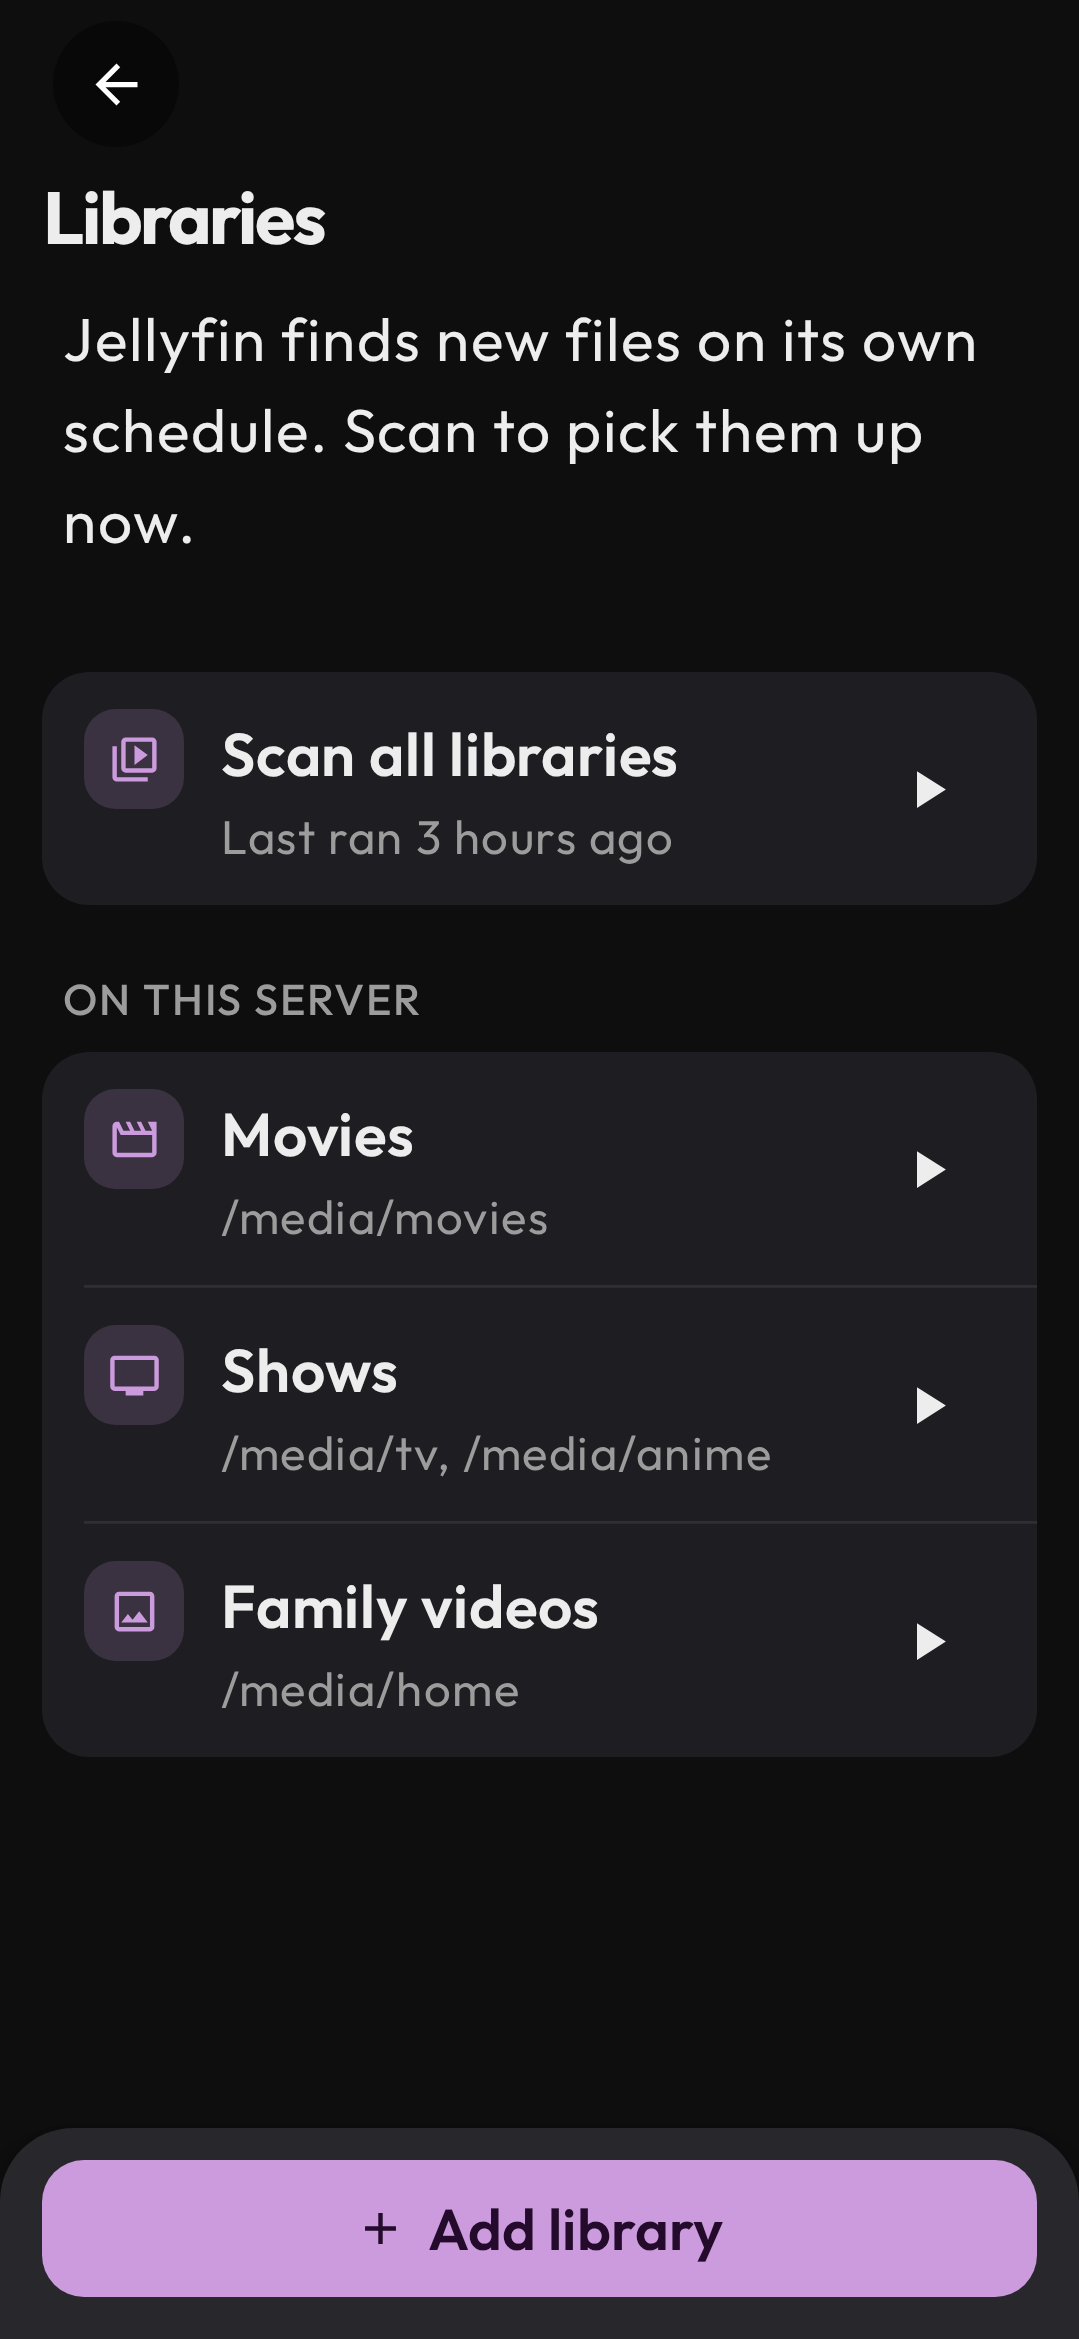 Libraries
Jellyfin finds new files on its own
schedule. Scan to pick them up
now.
Scan all libraries
Last ran 3 hours ago
ON THIS SERVER
Movies
/media/movies
Shows
/media/tv, /media/anime
Family videos
/media/home
+ Add library